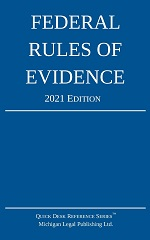 FEDERAL
RULES OF
EVIDENCE
2021 EDITION
QUICK DESK REFERENCE SERIES™
Michigan Legal Publishing Ltd.